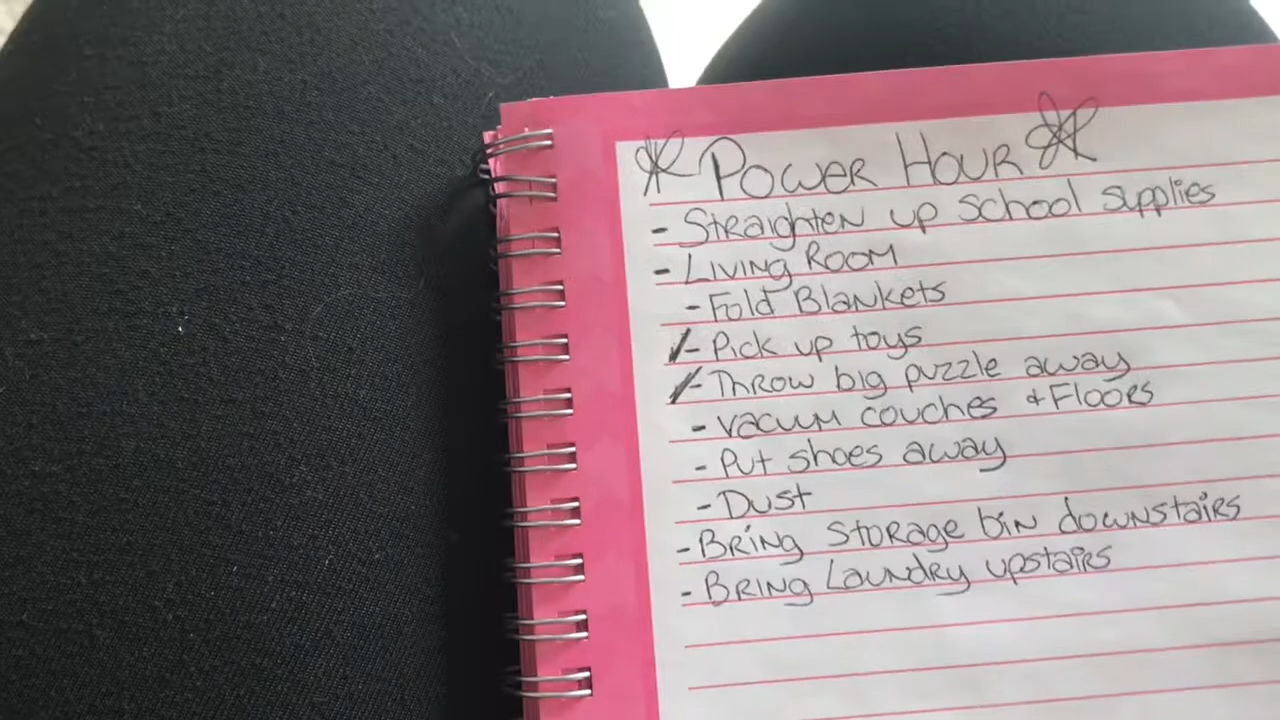 Power Hour
- Straighten up school supplies
- Living Room
- Fold Blankets
- Pick up toys
- Throw big puzzle away
- vacuum couches + Floors
- Put shoes away
- Dust
- Bring storage bin downstairs
- Bring Laundry upstairs